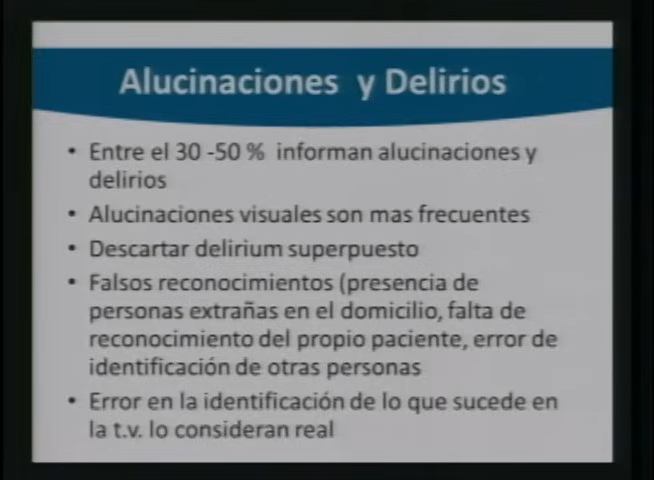 Alucinaciones y Delirios
• Entre el 30 -50 % informan alucinaciones y
delirios
• Alucinaciones visuales son mas frecuentes
• Descartar delirium superpuesto
• Falsos reconocimientos (presencia de
personas extrañas en el domicilio, falta de
reconocimiento del propio paciente, error de
identificación de otras personas
• Error en la identificación de lo que sucede en
la t.v. lo consideran real